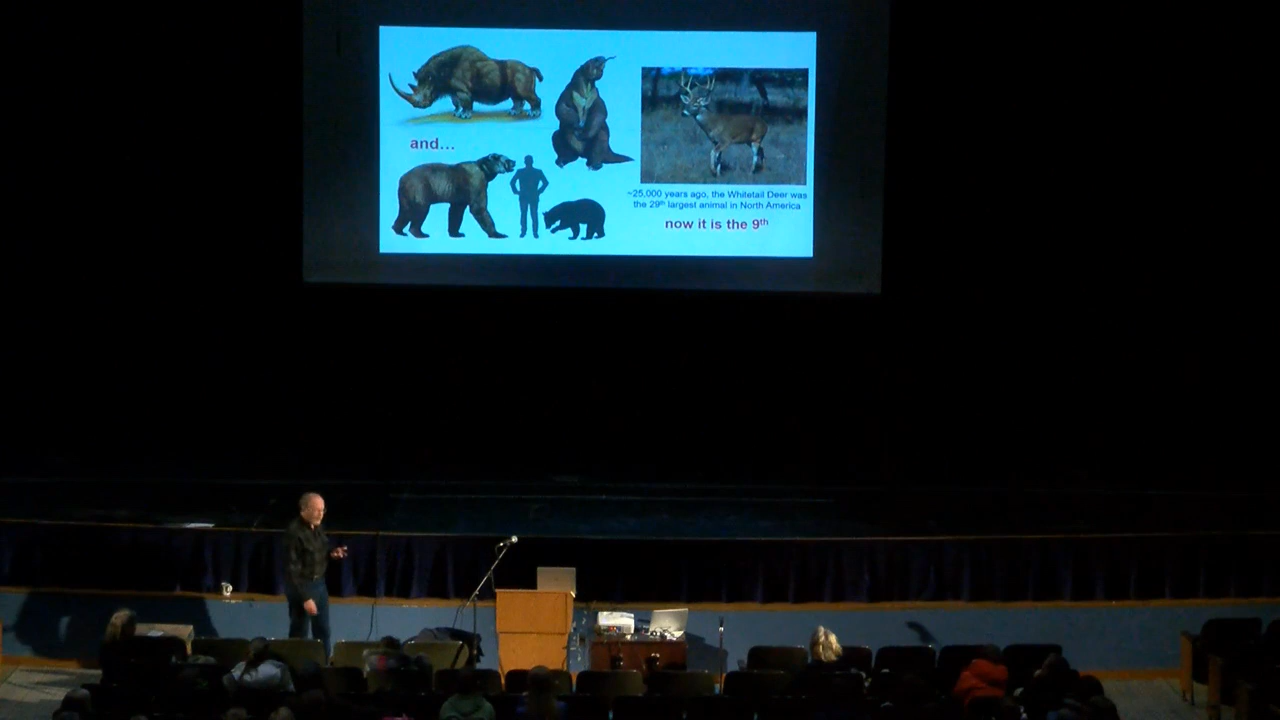 and...
~25,000 years ago, the Whitetail Deer was
the 29th largest animal in North America
now it is the 9th